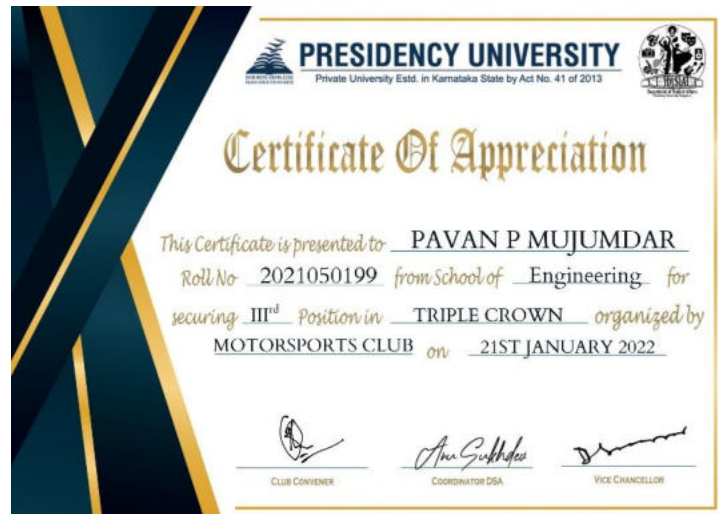 PRESIDENCY UNIVERSITY
Private University Estd. in Karnataka State by Act No. 41 of 2013
Certificate Of Appreciation
This Certificate is presented to PAVAN P MUJUMDAR
Roll No 2021050199 from School of Engineering for
securing IIIrd Position in TRIPLE CROWN organized by
MOTORSPORTS CLUB on 21ST JANUARY 2022
Anu Sukhdev
CLUB CONVENER
COORDINATOR DSA
VICE CHANCELLOR